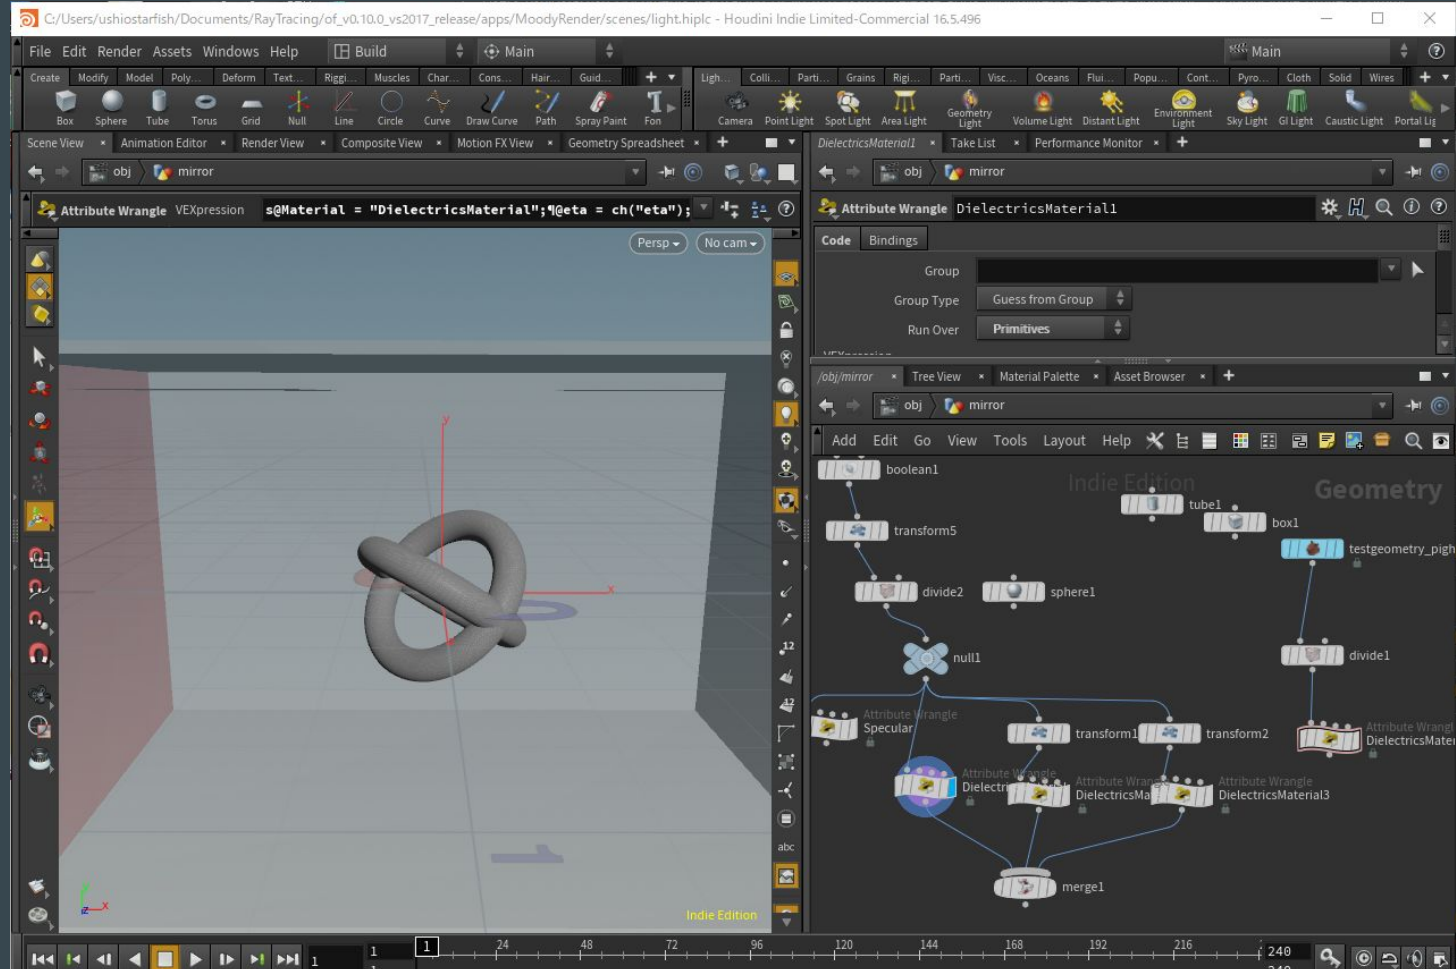 C:/Users/ushiostarfish/Documents/RayTracing/of_v0.10.0_vs2017_release/apps/MoodyRender/scenes/light.hiplc - Houdini Indie Limited-Commercial 16.5.496
File Edit Render Assets Windows Help Build Main Main
Create Modify Model Poly... Deform Text... Riggi... Muscles Char... Cons... Hair... Guid... Ligh... Colli... Parti... Grains Rigi... Parti... Visc... Oceans Flui... Popu... Cont... Pyro... Cloth Solid Wires
Box Sphere Tube Torus Grid Null Line Circle Curve Draw Curve Path Spray Paint Fon Camera Point Light Spot Light Area Light Geometry Light Volume Light Distant Light Environment Light Sky Light GI Light Caustic Light Portal Lig
Scene View Animation Editor Render View Composite View Motion FX View Geometry Spreadsheet DielectricsMaterial1 Take List Performance Monitor
obj mirror obj mirror
Attribute Wrangle VEXpression s@Material = "DielectricsMaterial";¶@eta = ch("eta"); Attribute Wrangle DielectricsMaterial1
Persp No cam
Code Bindings
Group
Group Type Guess from Group
Run Over Primitives
/obj/mirror Tree View Material Palette Asset Browser
obj mirror
Add Edit Go View Tools Layout Help
Indie Edition Geometry
boolean1
tube1
box1
transform5
testgeometry_pigh
divide2
sphere1
null1
divide1
Attribute Wrangle
Specular
transform1
transform2
Attribute Wrangl
DielectricsMater
Attribute Wrangle
Dielectric
Attribute Wrang
DielectricsMa
Attribute Wrangle
DielectricsMaterial3
merge1
y
x
12
12
abc
1
0
y
z x
Indie Edition
1 1 1 24 48 72 96 120 144 168 192 216 240